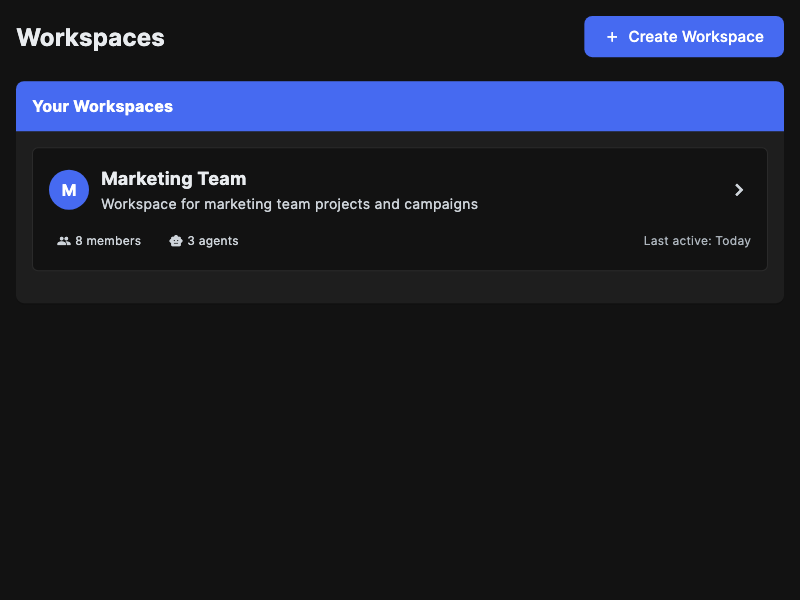 Workspaces
+ Create Workspace
Your Workspaces
M
Marketing Team
Workspace for marketing team projects and campaigns
8 members
3 agents
Last active: Today